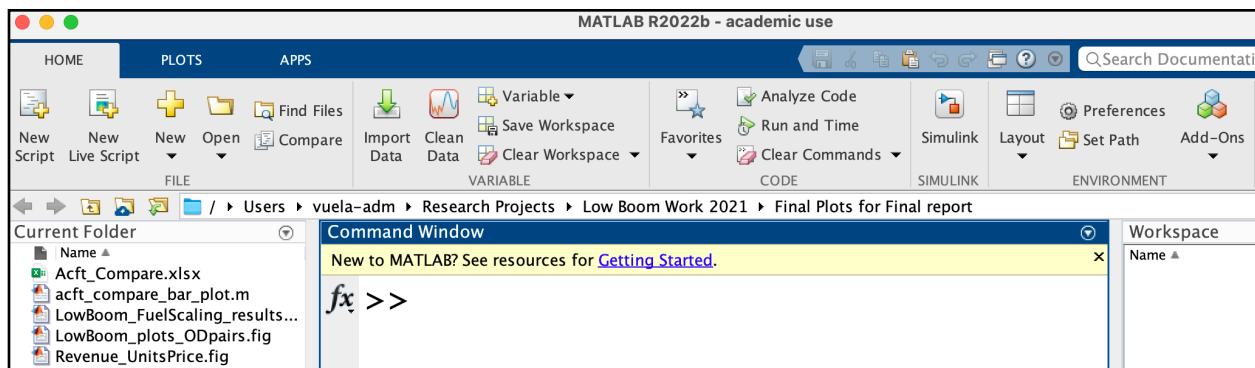 MATLAB R2022b - academic use
HOME PLOTS APPS
Search Documentati
New Script
New Live Script
New
Open
Find Files
Compare
FILE
Import Data
Clean Data
Variable
Save Workspace
Clear Workspace
VARIABLE
Favorites
Analyze Code
Run and Time
Clear Commands
CODE
Simulink
SIMULINK
Layout
Preferences
Set Path
Add-Ons
ENVIRONMENT
/ Users vuela-adm Research Projects Low Boom Work 2021 Final Plots for Final report
Current Folder
Name
Acft_Compare.xlsx
acft_compare_bar_plot.m
LowBoom_FuelScaling_results...
LowBoom_plots_ODpairs.fig
Revenue_UnitsPrice.fig
Command Window
New to MATLAB? See resources for Getting Started.
fx >>
Workspace
Name